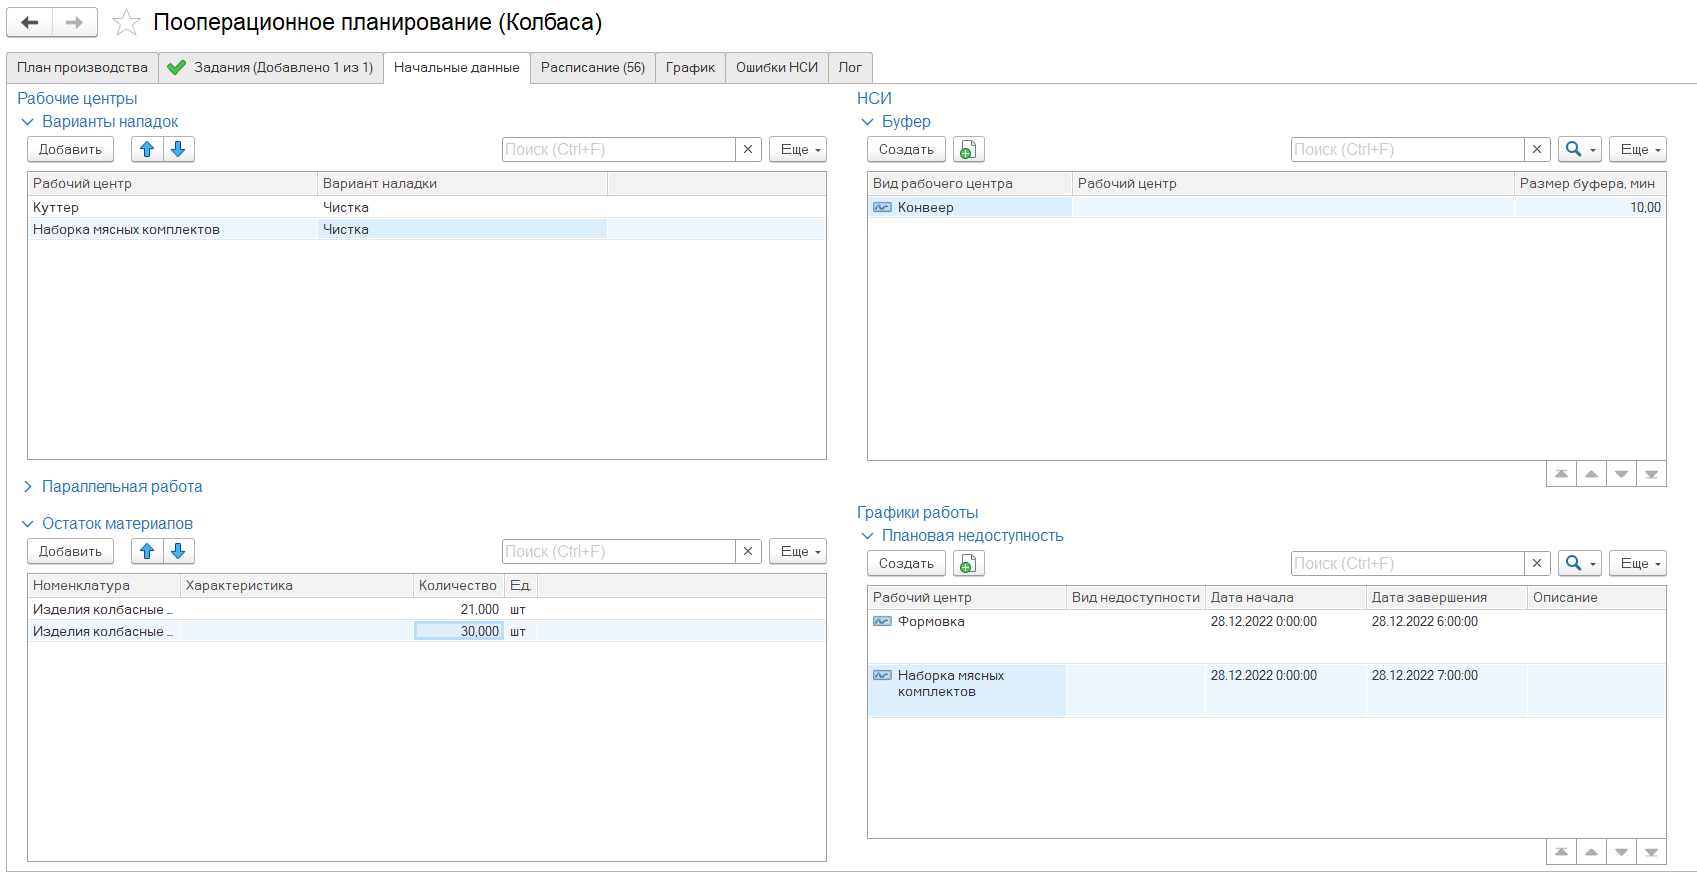 Пооперационное планирование (Колбаса)
План производства Задания (Добавлено 1 из 1) Начальные данные Расписание (56) График Ошибки НСИ Лог
Рабочие центры
Варианты наладок
Добавить Поиск (Ctrl+F) × Еще
Рабочий центр Вариант наладки
Куттер Чистка
Наборка мясных комплектов Чистка
Параллельная работа
Остаток материалов
Добавить Поиск (Ctrl+F) × Еще
Номенклатура Характеристика Количество Ед.
Изделия колбасные ... 21,000 шт
Изделия колбасные ... 30,000 шт
НСИ
Буфер
Создать Поиск (Ctrl+F) × Еще
Вид рабочего центра Рабочий центр Размер буфера, мин
Конвеер 10,00
Графики работы
Плановая недоступность
Создать Поиск (Ctrl+F) × Еще
Рабочий центр Вид недоступности Дата начала Дата завершения Описание
Формовка 28.12.2022 0:00:00 28.12.2022 6:00:00
Наборка мясных 28.12.2022 0:00:00 28.12.2022 7:00:00
комплектов